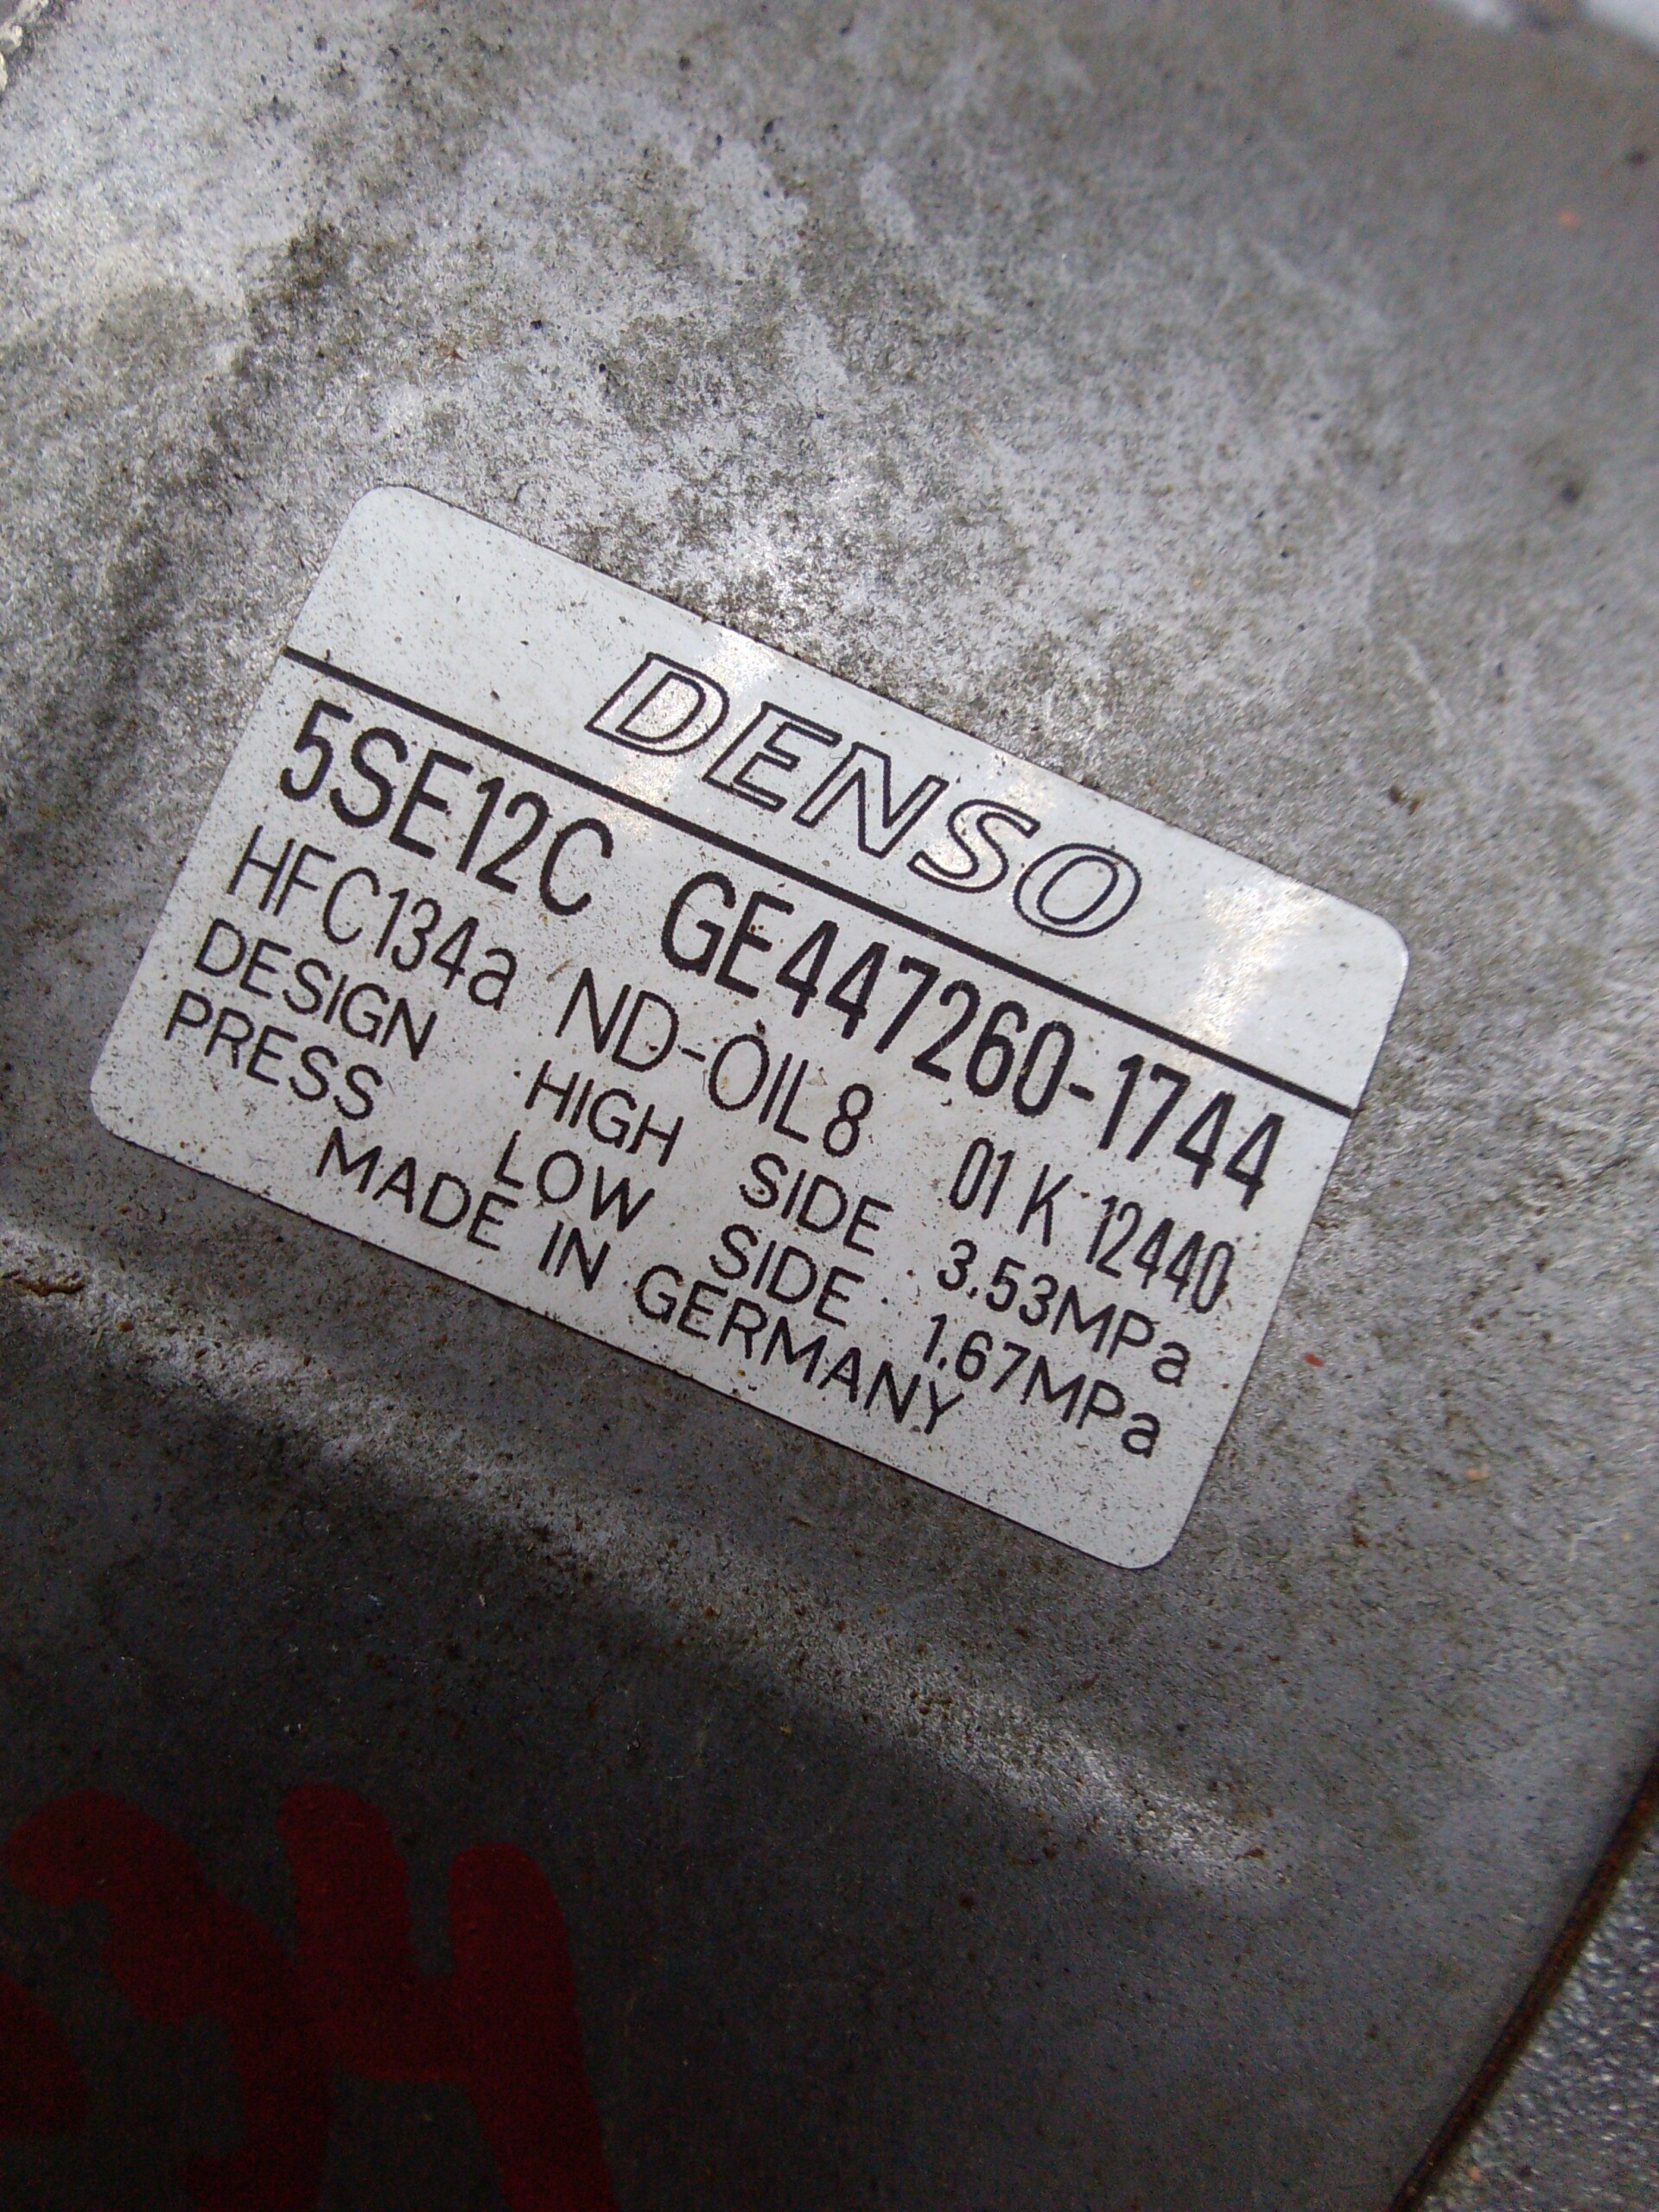 DENSO
5SE12C GE447260-1744
HFC134a ND-OIL8 01K 12440
DESIGN HIGH SIDE 3.53MPa
PRESS LOW SIDE 1.67MPa
MADE IN GERMANY